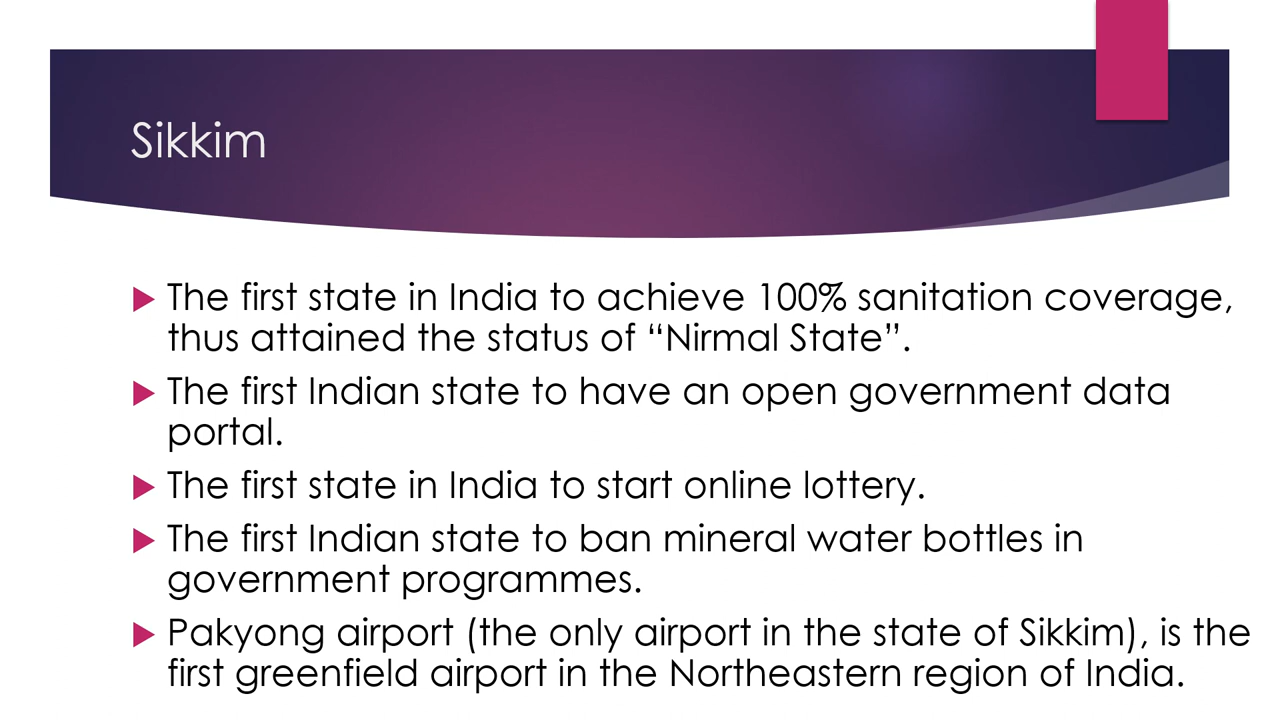 Sikkim
The first state in India to achieve 100% sanitation coverage,
thus attained the status of “Nirmal State”.
The first Indian state to have an open government data
portal.
The first state in India to start online lottery.
The first Indian state to ban mineral water bottles in
government programmes.
Pakyong airport (the only airport in the state of Sikkim), is the
first greenfield airport in the Northeastern region of India.